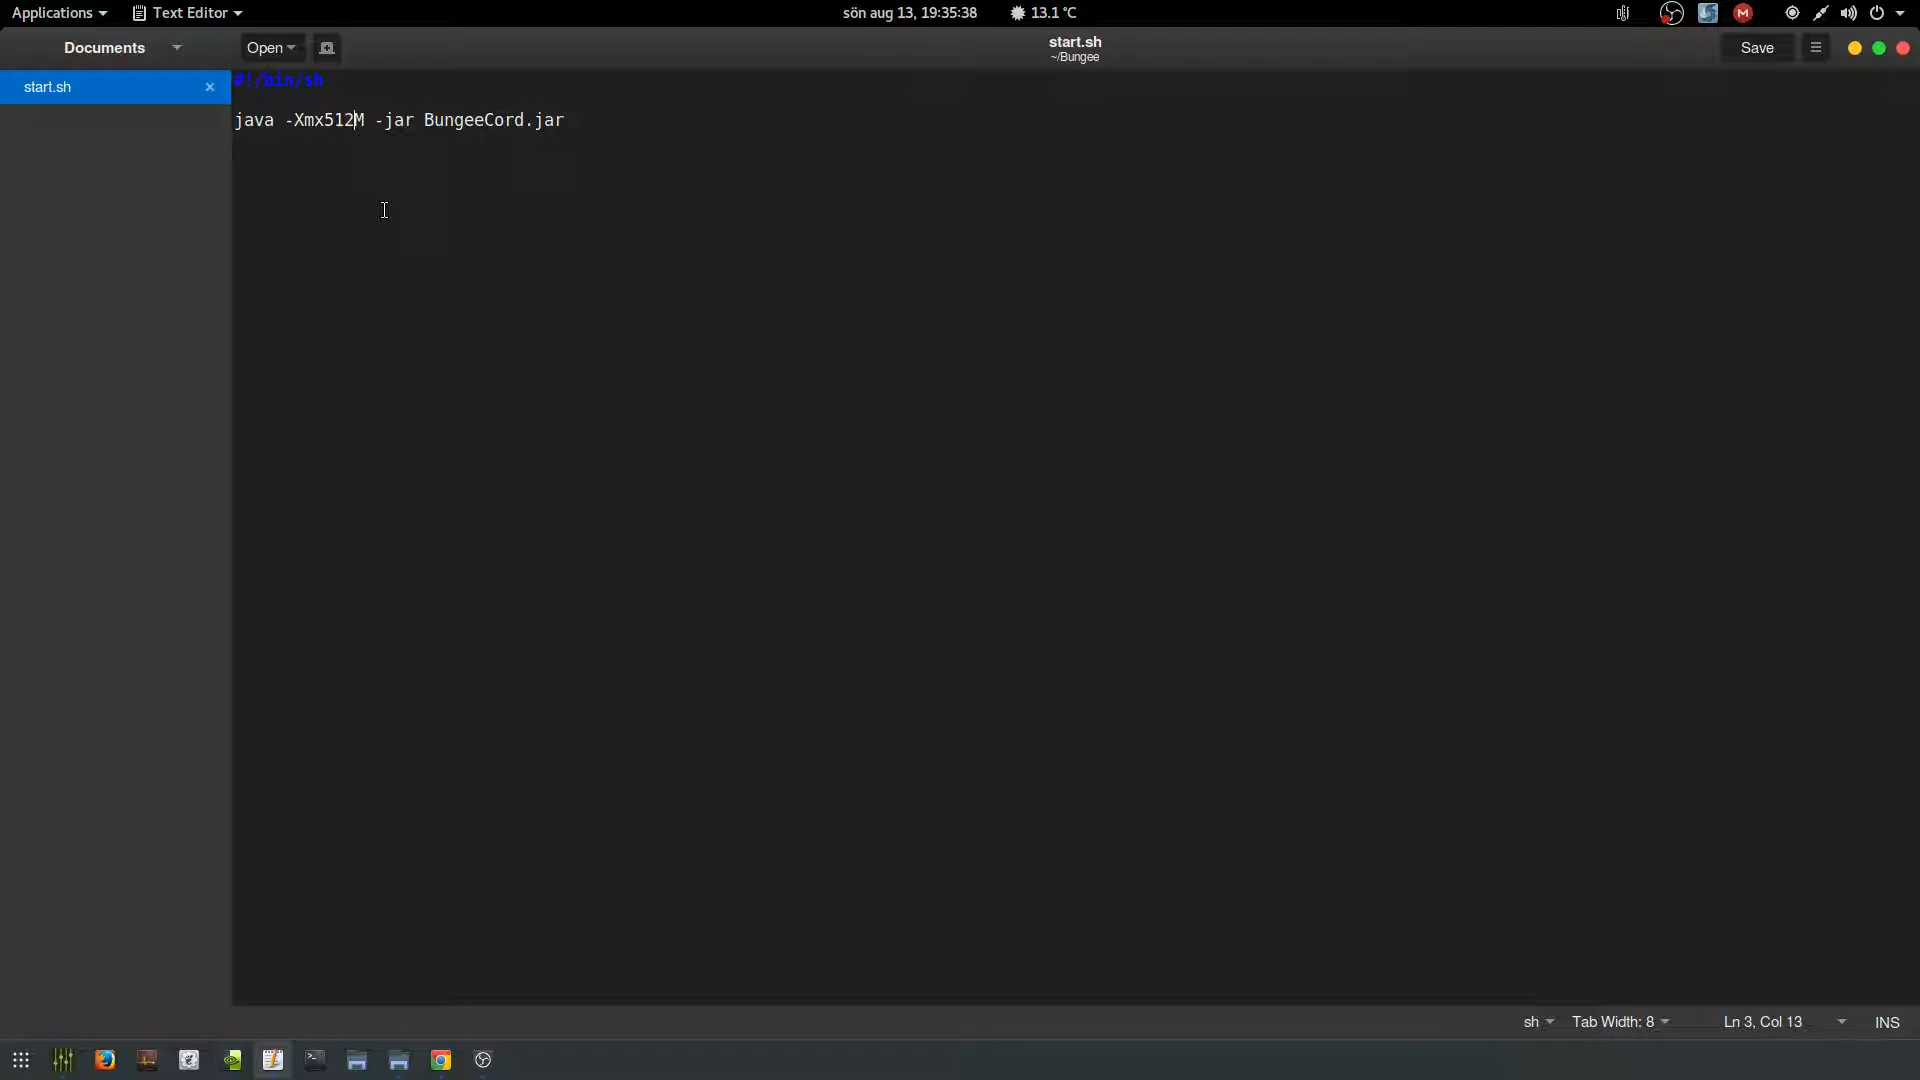 Applications
Text Editor
sön aug 13, 19:35:38
13.1 °C
Documents
Open
start.sh
~/Bungee
Save
start.sh
#!/bin/sh
java -Xmx512M -jar BungeeCord.jar
sh
Tab Width: 8
Ln 3, Col 13
INS